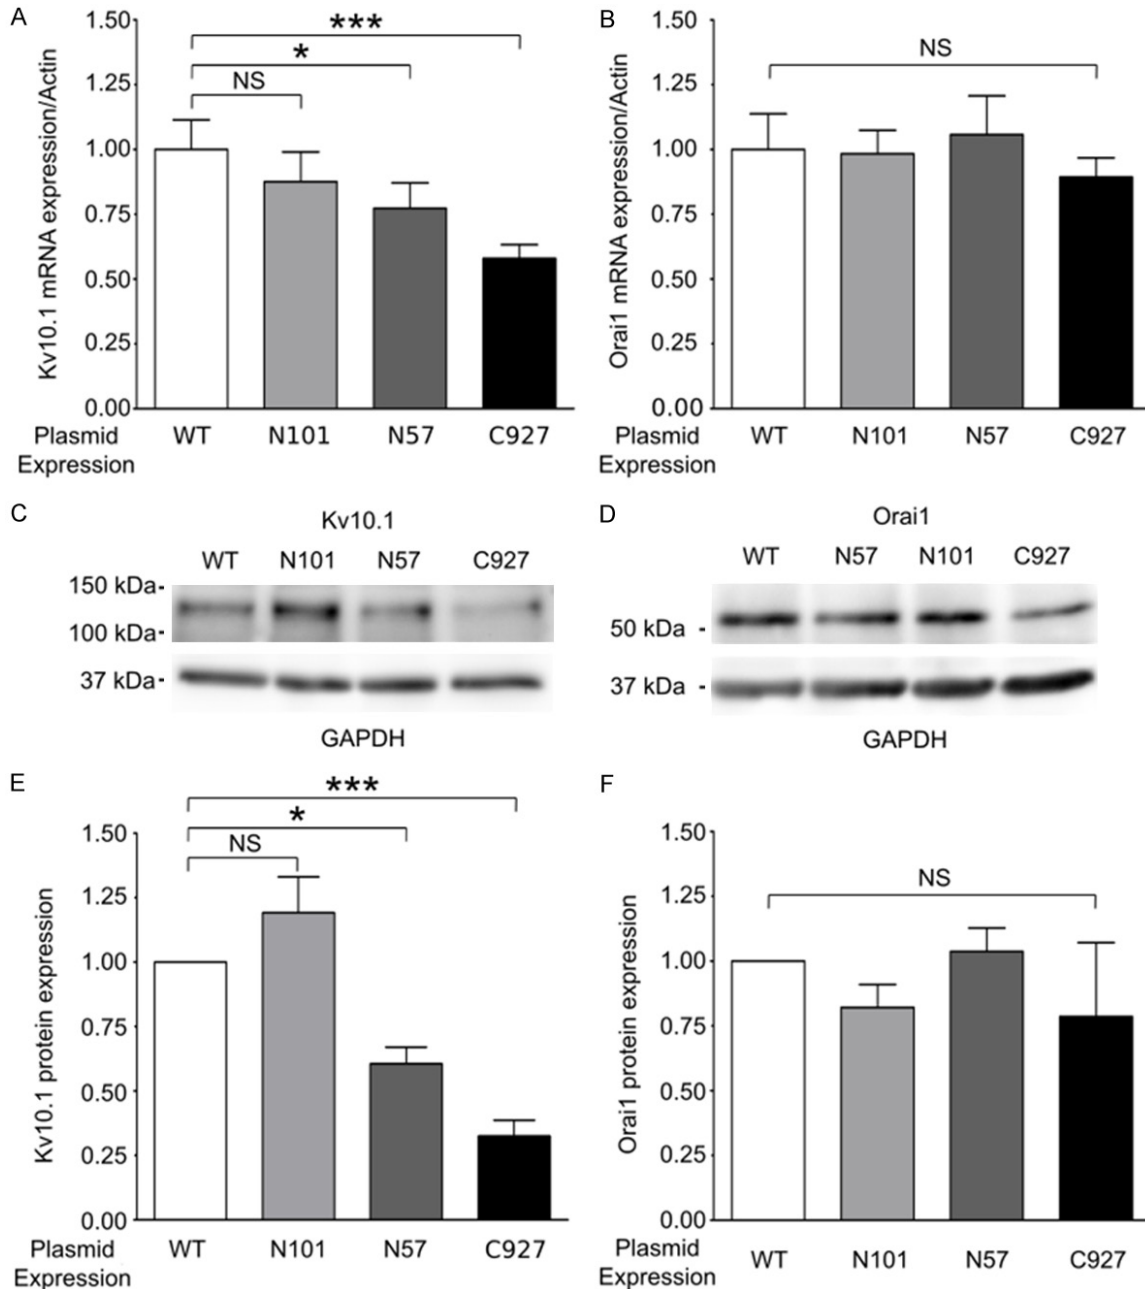 A
Kv10.1 mRNA expression/Actin
1.50
1.25
1.00
0.75
0.50
0.25
0.00
***
*
NS
Plasmid
Expression
WT N101 N57 C927
B
Orai1 mRNA expression/Actin
1.50
1.25
1.00
0.75
0.50
0.25
0.00
NS
Plasmid
Expression
WT N101 N57 C927
C
Kv10.1
WT N101 N57 C927
150 kDa-
100 kDa-
37 kDa-
GAPDH
D
Orai1
WT N57 N101 C927
50 kDa -
37 kDa -
GAPDH
E
Kv10.1 protein expression
1.50
1.25
1.00
0.75
0.50
0.25
0.00
***
*
NS
Plasmid
Expression
WT N101 N57 C927
F
Orai1 protein expression
1.50
1.25
1.00
0.75
0.50
0.25
0.00
NS
Plasmid
Expression
WT N101 N57 C927